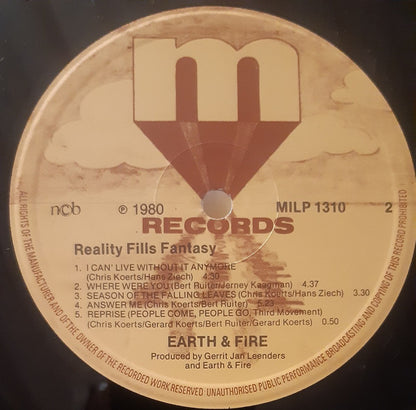 m
RECORDS
ncb
℗ 1980
MILP 1310
2
Reality Fills Fantasy
1. I CAN' LIVE WITHOUT IT ANYMORE
(Chris Koerts/Hans Ziech) 4.30
2. WHERE WERE YOU (Bert Ruiter/Jerney Kaagman) 4.37
3. SEASON OF THE FALLING LEAVES (Chris Koerts/Hans Ziech) 3.30
4. ANSWER ME (Chris Koerts/Bert Ruiter) 5.23
5. REPRISE (PEOPLE COME, PEOPLE GO, Third Movement)
(Chris Koerts/Gerard Koerts/Bert Ruiter/Gerard Koerts) 0.50
EARTH & FIRE
Produced by Gerrit Jan Leenders
and Earth & Fire
ALL RIGHTS OF THE MANUFACTURER AND OF THE OWNER OF THE RECORDED WORK RESERVED. UNAUTHORISED PUBLIC PERFORMANCE BROADCASTING AND COPYING OF THIS RECORD PROHIBITED